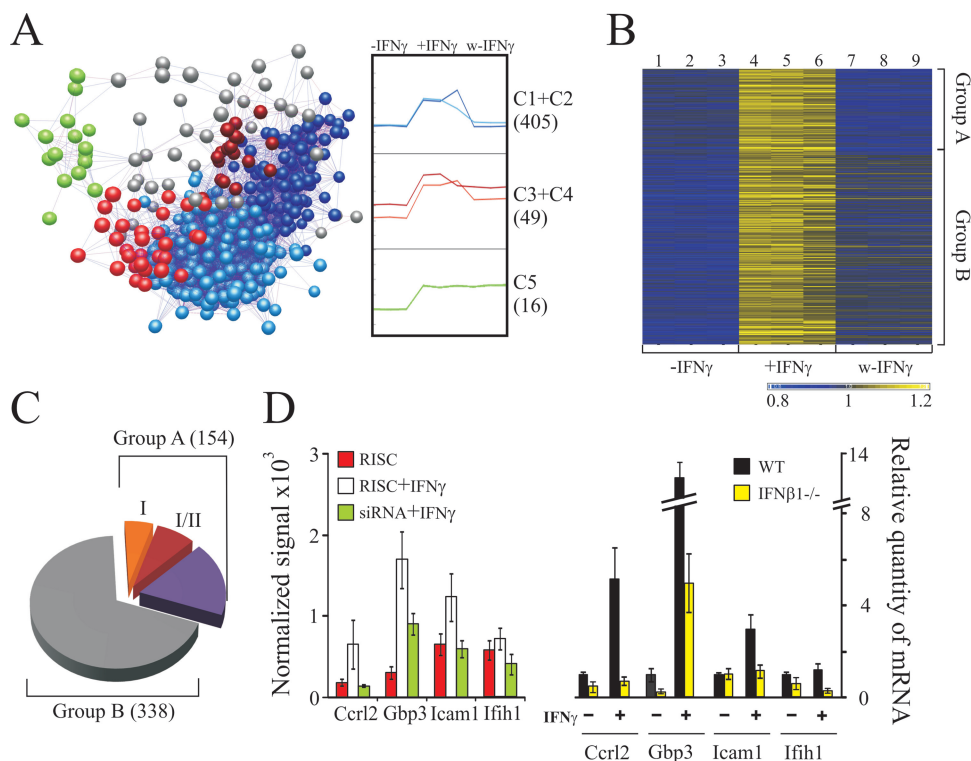 A
-IFNγ +IFNγ w-IFNγ
C1+C2
(405)
C3+C4
(49)
C5
(16)
B
1 2 3 4 5 6 7 8 9
Group A
Group B
-IFNγ +IFNγ w-IFNγ
0.8 1 1.2
C
Group A (154)
I
I/II
Group B (338)
D
Normalized signal x10³
3
2
1
0
RISC
RISC+IFNγ
siRNA+IFNγ
Ccrl2 Gbp3 Icam1 Ifih1
WT
IFNβ1-/-
14
8
4
0
Relative quantity of mRNA
IFNγ - + - + - + - +
Ccrl2 Gbp3 Icam1 Ifih1